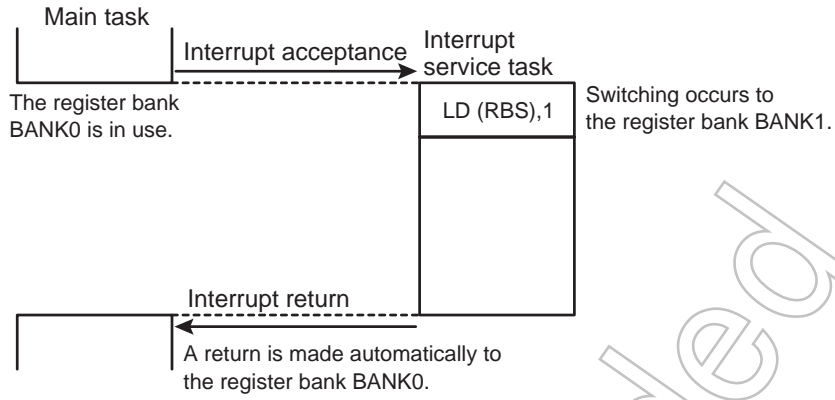 Main task
Interrupt acceptance
Interrupt
service task
The register bank
BANK0 is in use.
LD (RBS),1
Switching occurs to
the register bank BANK1.
Interrupt return
A return is made automatically to
the register bank BANK0.
ded